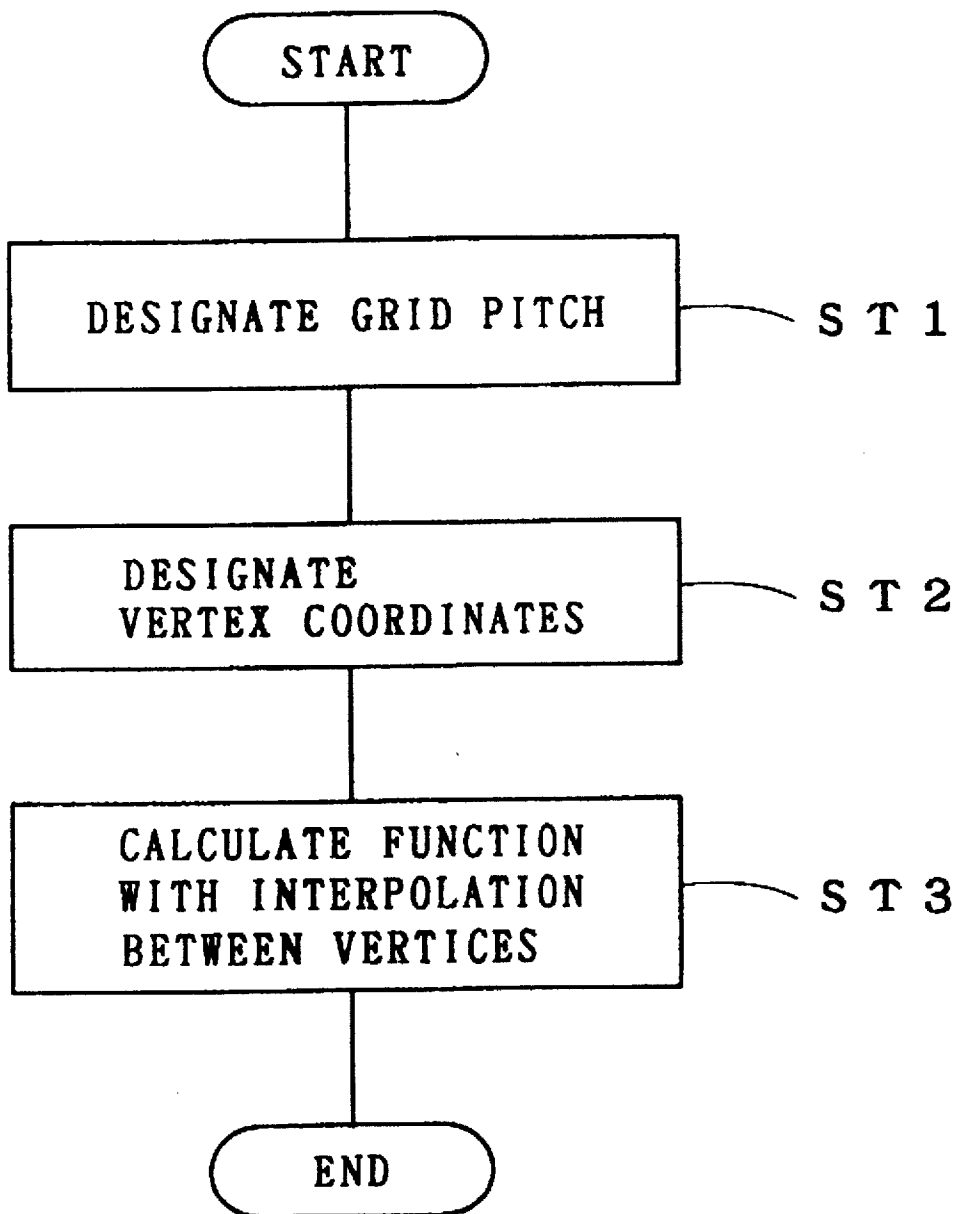 START
DESIGNATE GRID PITCH
ST1
DESIGNATE
VERTEX COORDINATES
ST2
CALCULATE FUNCTION
WITH INTERPOLATION
BETWEEN VERTICES
ST3
END